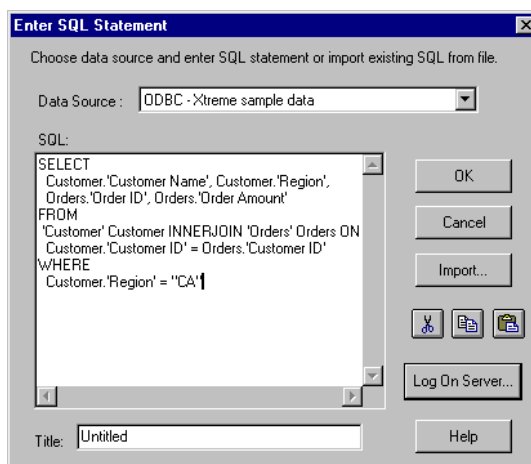 Enter SQL Statement
Choose data source and enter SQL statement or import existing SQL from file.
Data Source : ODBC - Xtreme sample data
SQL:
SELECT
Customer.'Customer Name', Customer.'Region',
Orders.'Order ID', Orders.'Order Amount'
FROM
'Customer' Customer INNERJOIN 'Orders' Orders ON
Customer.'Customer ID' = Orders.'Customer ID'
WHERE
Customer.'Region' = "CA"
OK
Cancel
Import...
Log On Server...
Title: Untitled
Help